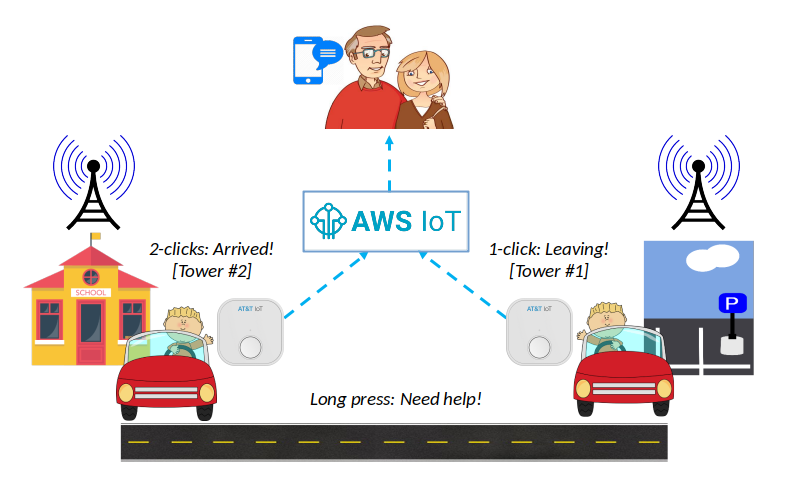 AWS IoT
2-clicks: Arrived!
[Tower #2]
1-click: Leaving!
[Tower #1]
SCHOOL
AT&T IoT
AT&T IoT
P
Long press: Need help!